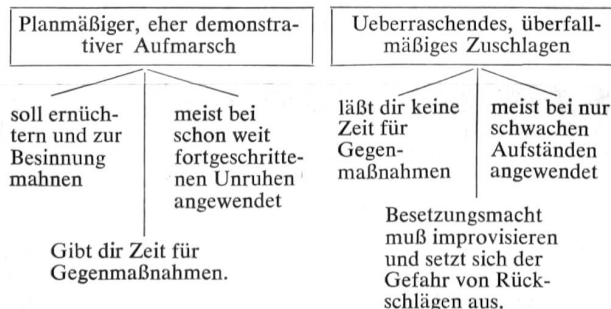 Planmäßiger, eher demonstra-
tiver Aufmarsch
soll ernüch-
tern und zur
Besinnung
mahnen
meist bei
schon weit
fortgeschritte-
nen Unruhen
angewendet
Gibt dir Zeit für
Gegenmaßnahmen.
Ueberraschendes, überfall-
mäßiges Zuschlagen
läßt dir keine
Zeit für
Gegen-
maßnahmen
meist bei nur
schwachen
Aufständen
angewendet
Besetzungsmacht
muß improvisieren
und setzt sich der
Gefahr von Rück-
schlägen aus.